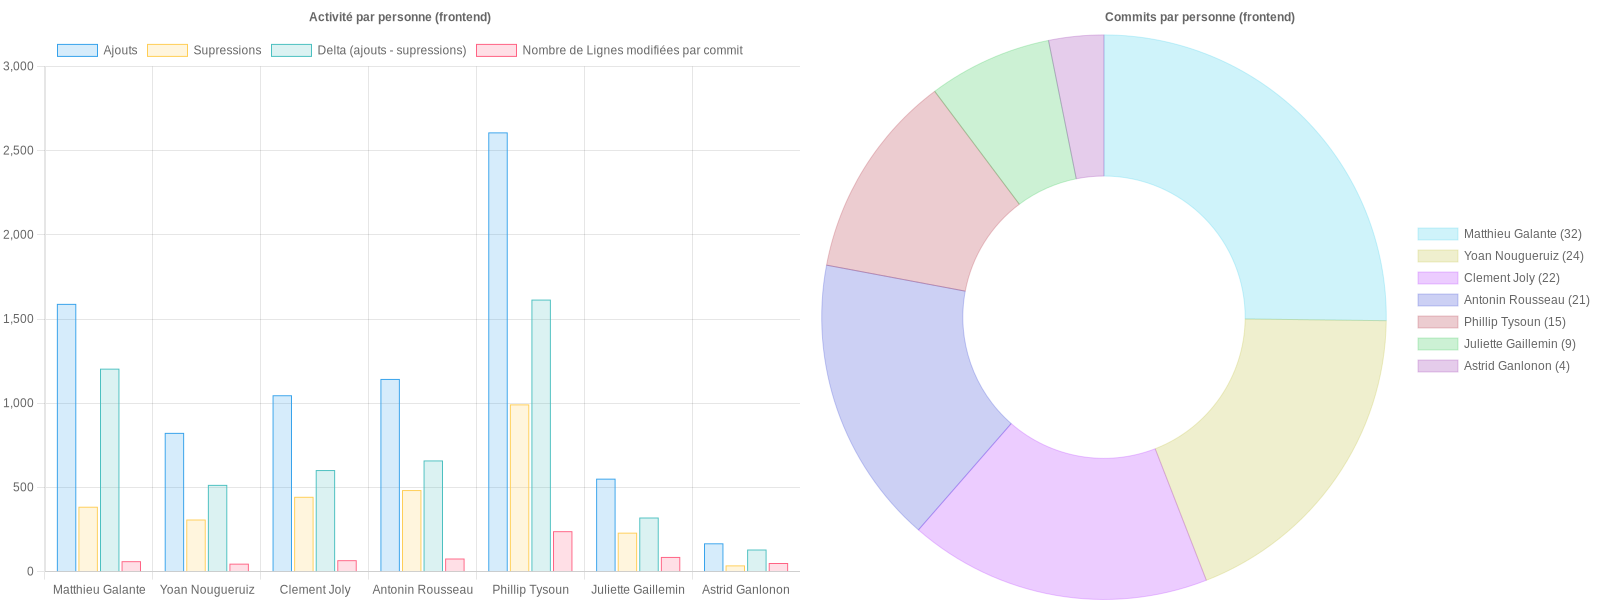 Activité par personne (frontend)
Ajouts Supressions Delta (ajouts - supressions) Nombre de Lignes modifiées par commit
3,000
2,500
2,000
1,500
1,000
500
0
Matthieu Galante Yoan Nougueruiz Clement Joly Antonin Rousseau Phillip Tysoun Juliette Gaillemin Astrid Ganlonon
Commits par personne (frontend)
Matthieu Galante (32)
Yoan Nougueruiz (24)
Clement Joly (22)
Antonin Rousseau (21)
Phillip Tysoun (15)
Juliette Gaillemin (9)
Astrid Ganlonon (4)